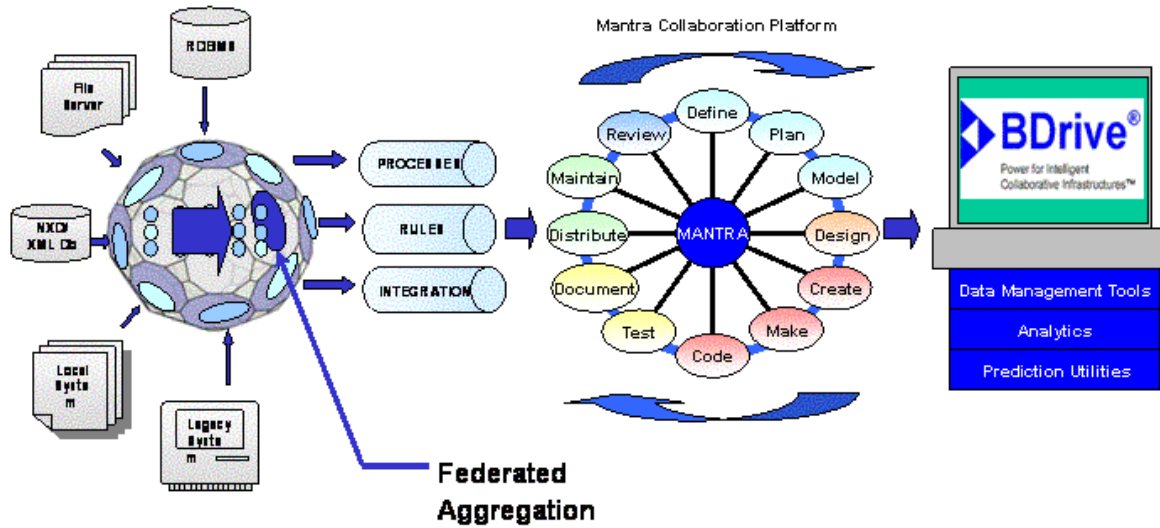 Mantra Collaboration Platform
RDBMS
File
Server
NXD/
XML Db
Local
Syste
m
Legacy
Syste
m
PROCESSES
RULES
INTEGRATION
Federated
Aggregation
Define
Plan
Model
Design
Create
Make
Code
Test
Document
Distribute
Maintain
Review
MANTRA
BDrive®
Power for Intelligent
Collaborative Infrastructures™
Data Management Tools
Analytics
Prediction Utilities